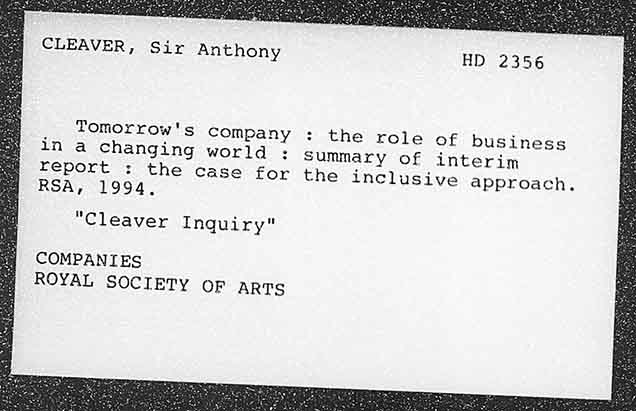 CLEAVER, Sir Anthony
HD 2356
Tomorrow's company : the role of business
in a changing world : summary of interim
report : the case for the inclusive approach.
RSA, 1994.
"Cleaver Inquiry"
COMPANIES
ROYAL SOCIETY OF ARTS